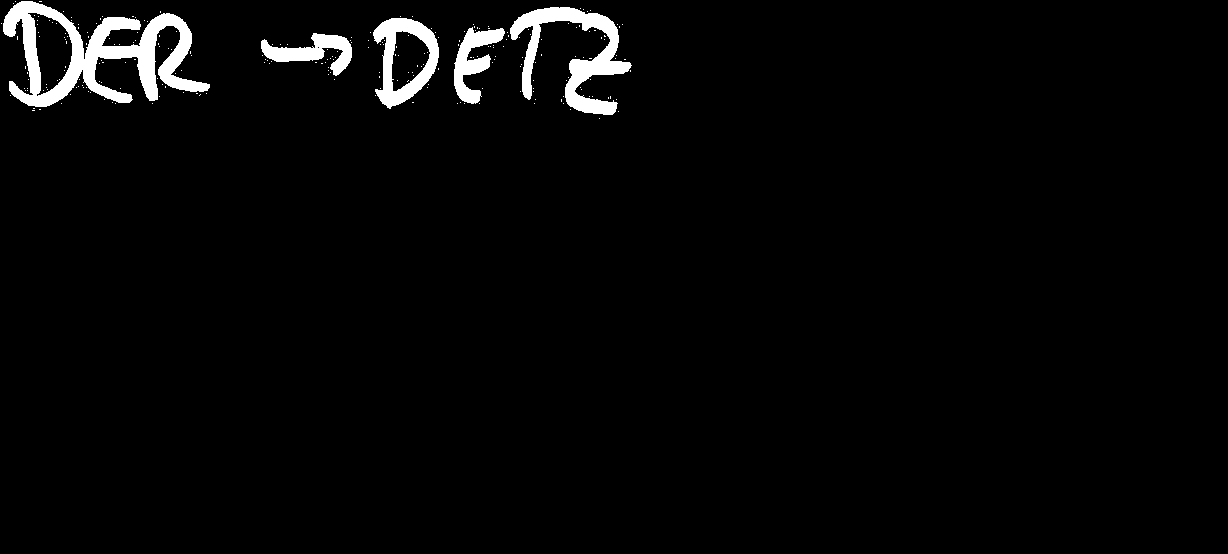 DER → DETZ